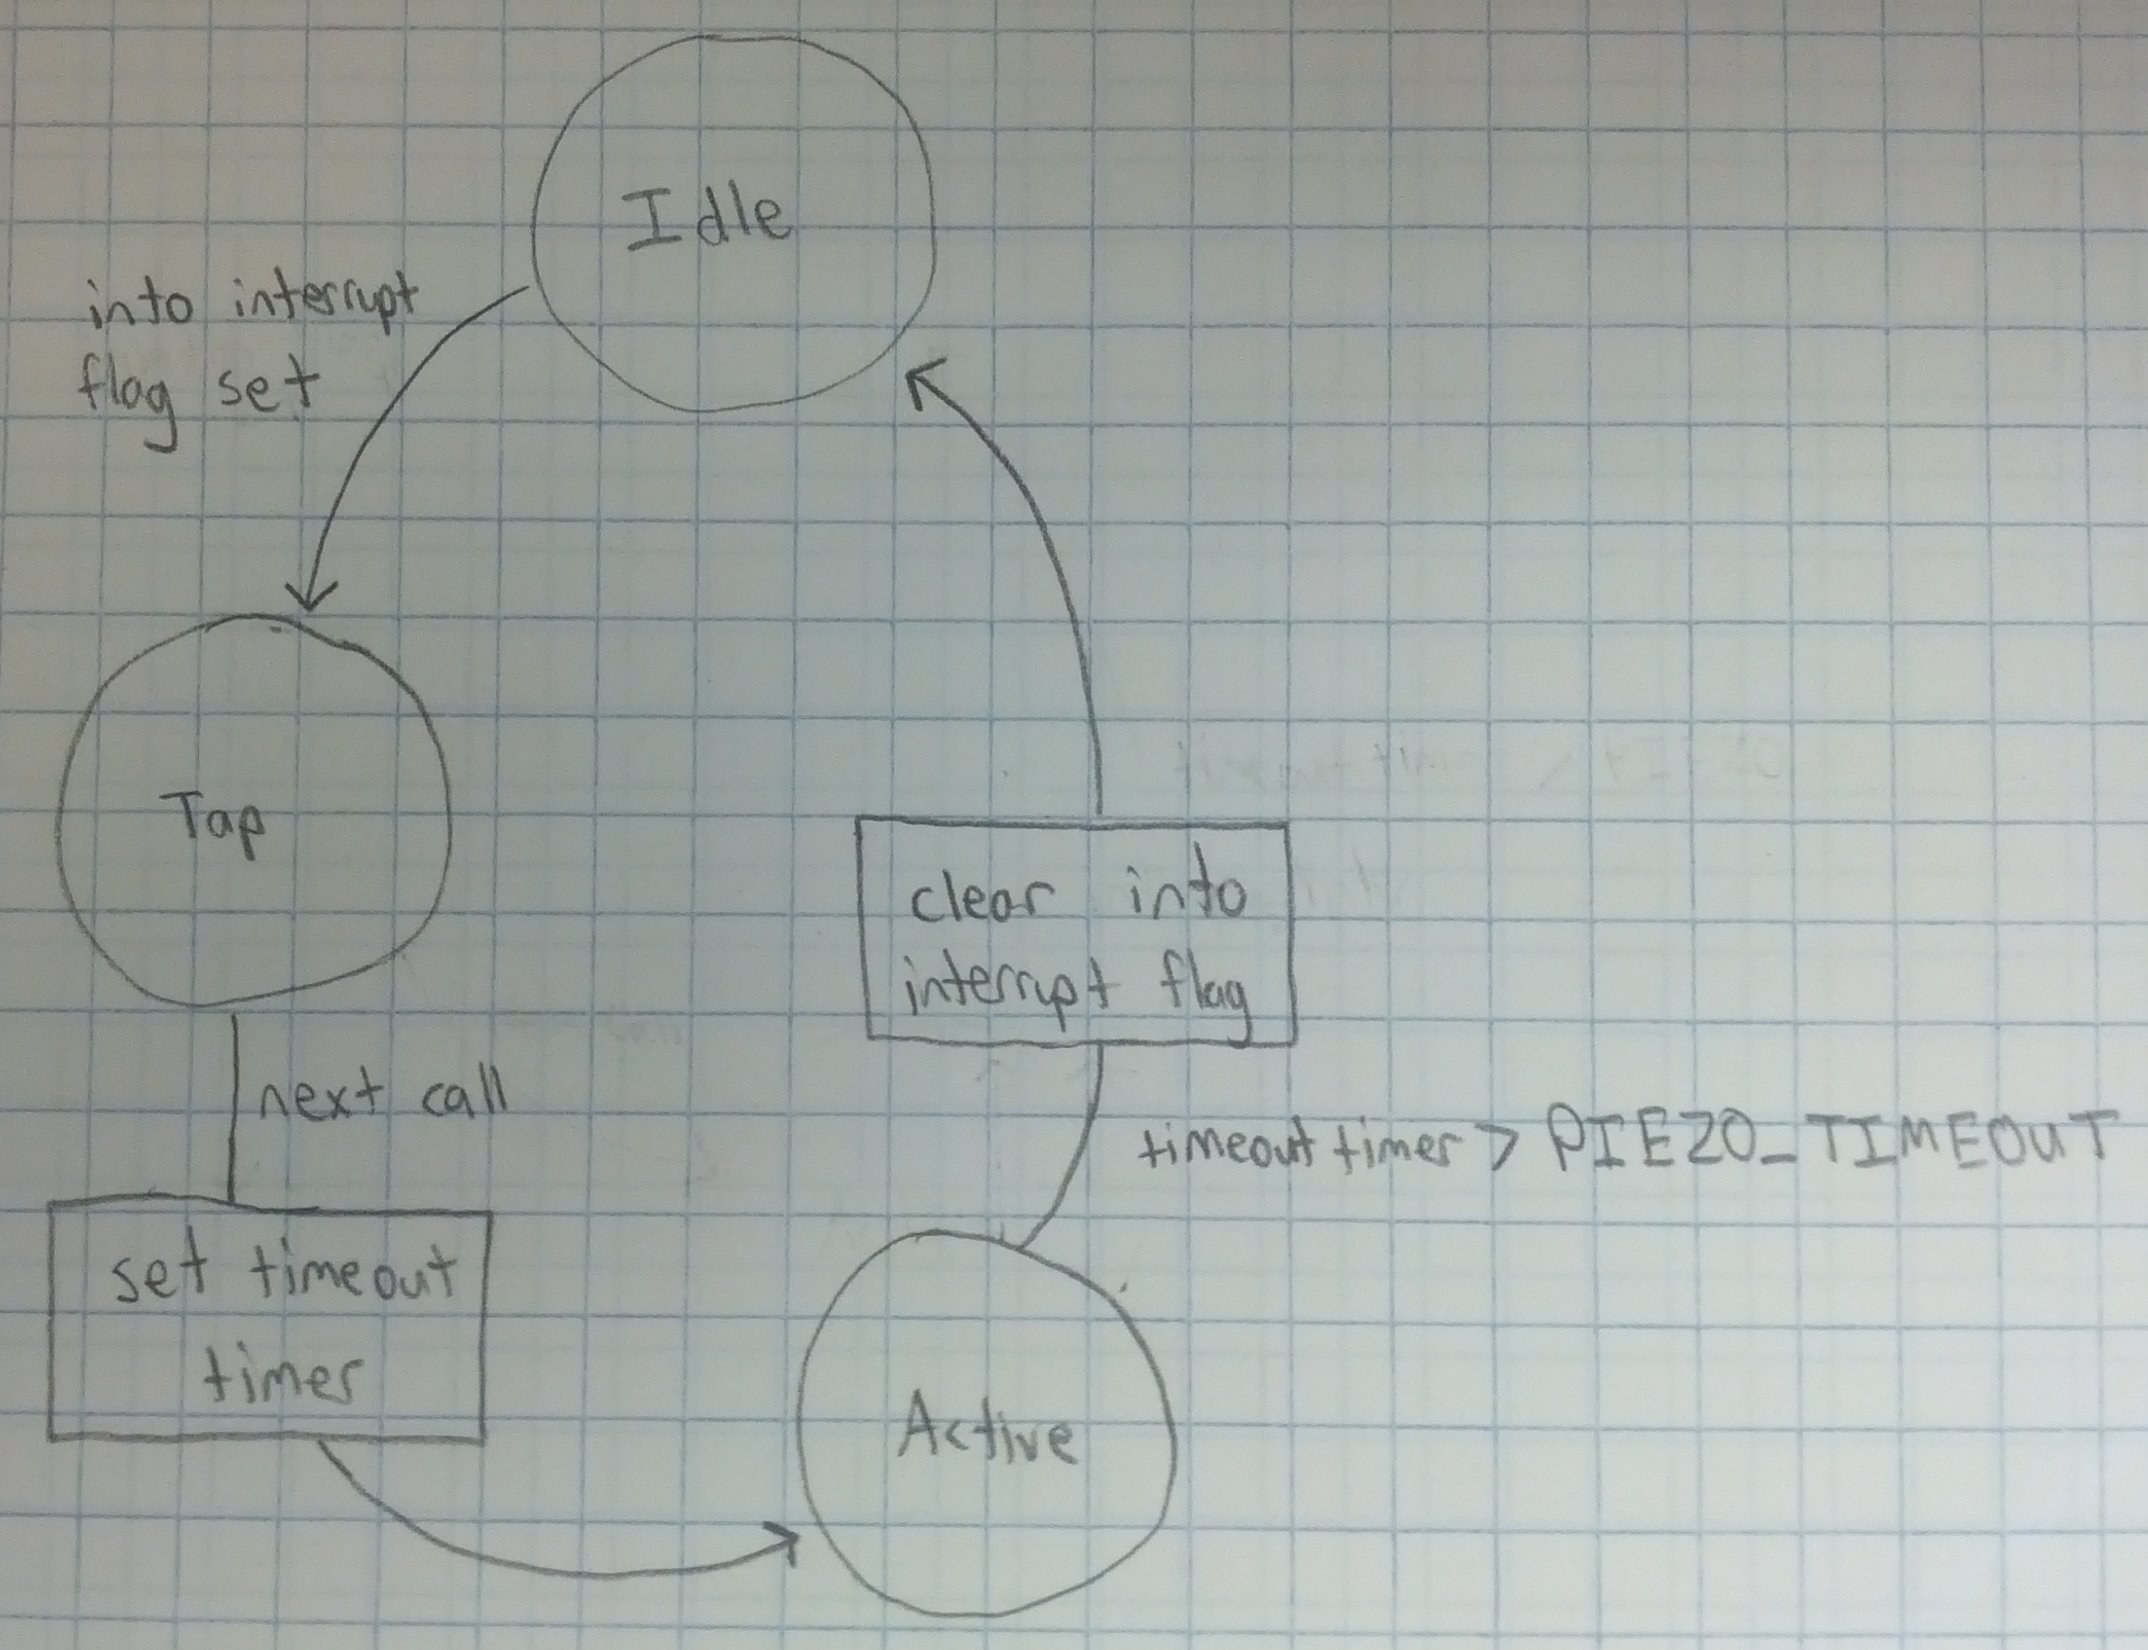 Idle
into interrupt
flag set
Tap
clear into
interrupt flag
next call
timeout timer > PIEZO_TIMEOUT
set timeout
timer
Active